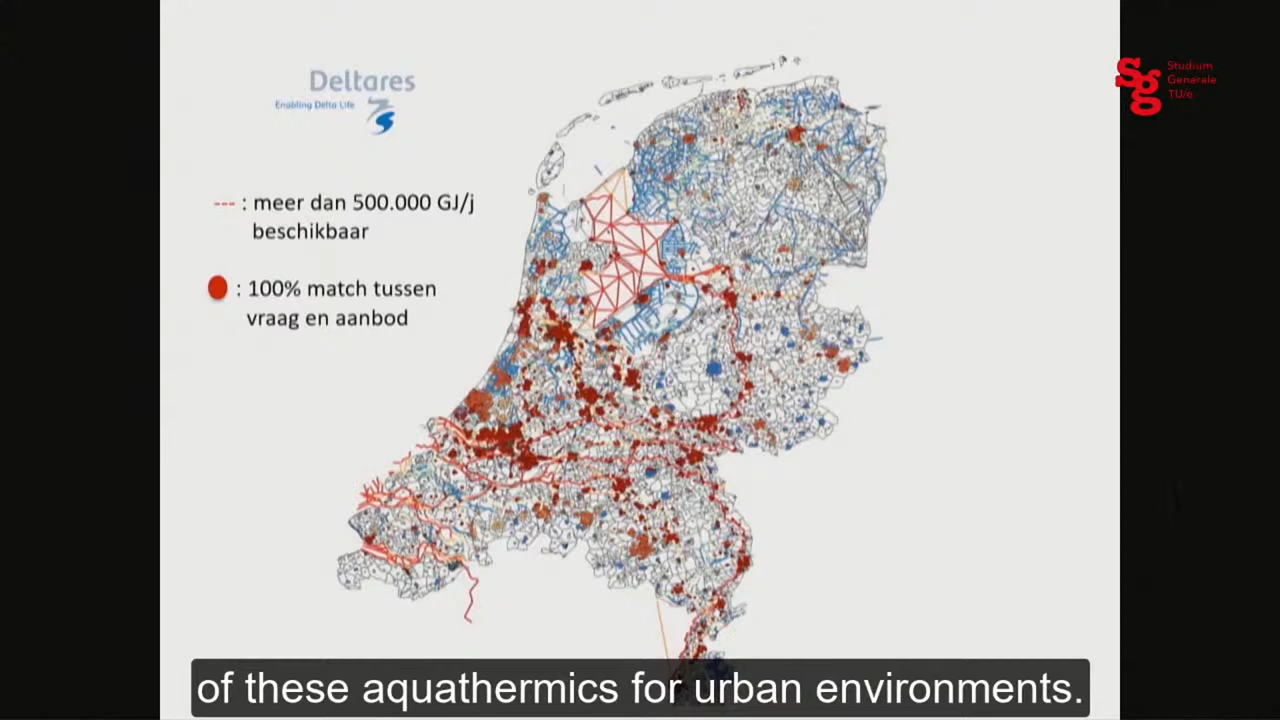 Deltares
Enabling Delta Life
Studium
Generale
TU/e
sg
--- : meer dan 500.000 GJ/j
beschikbaar
: 100% match tussen
vraag en aanbod
of these aquathermics for urban environments.